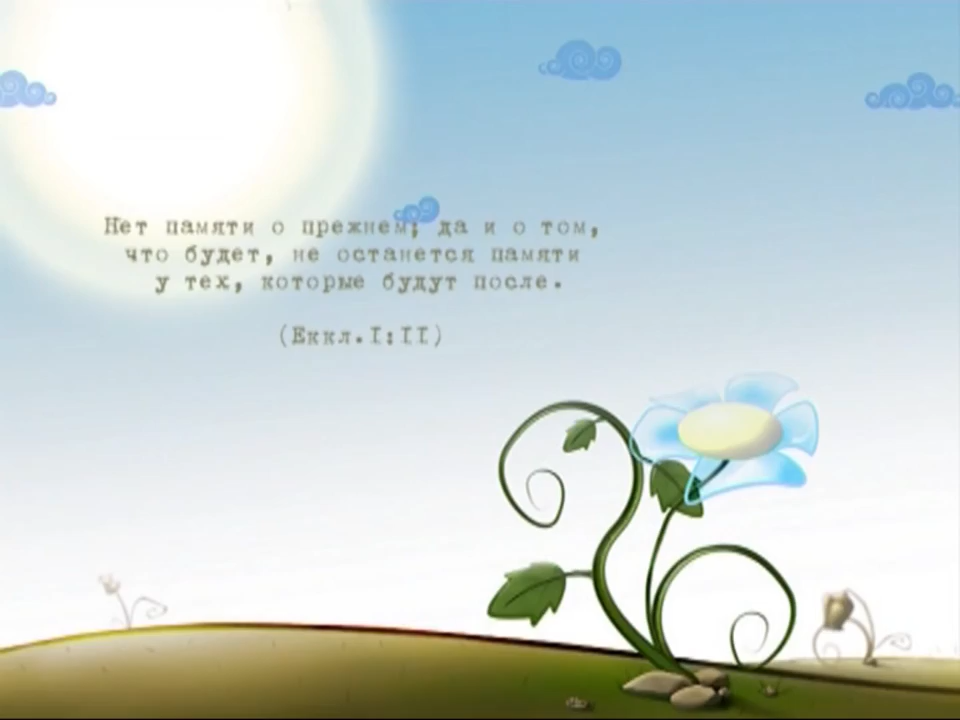 Нет памяти о прежнем; да и о том,
что будет, не останется памяти
у тех, которые будут после.
(Еккл.I:II)